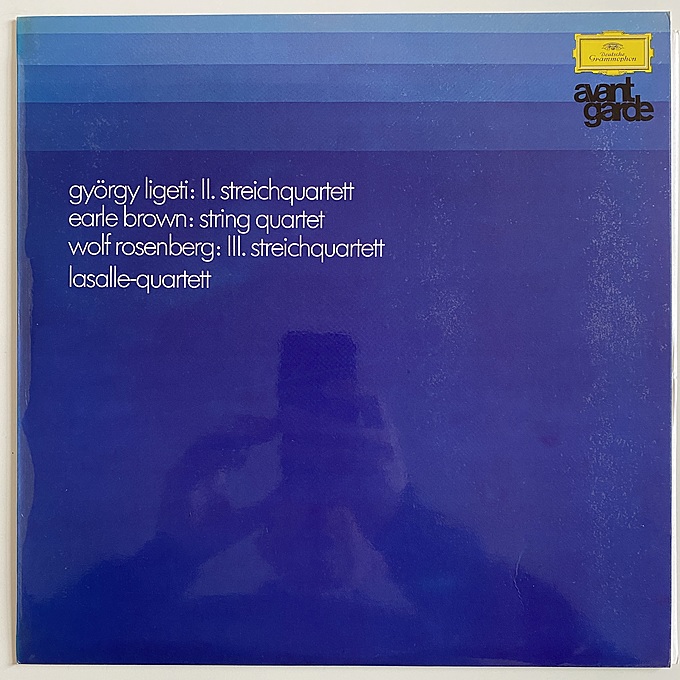 Deutsche
Grammophon
avant
garde
györgy ligeti: II. streichquartett
earle brown: string quartet
wolf rosenberg: III. streichquartett
lasalle-quartett